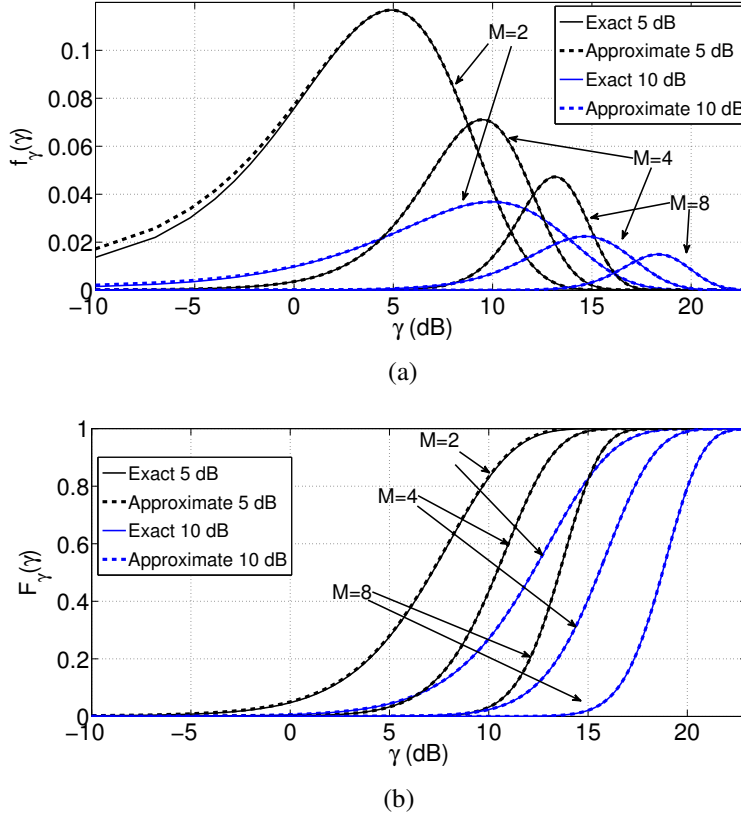 0.1
0.08
0.06
0.04
0.02
0
f_γ(γ)
M=2
M=4
M=8
Exact 5 dB
Approximate 5 dB
Exact 10 dB
Approximate 10 dB
−10 −5 0 5 10 15 20
γ (dB)
(a)
1
0.8
0.6
0.4
0.2
0
F_γ(γ)
M=2
M=4
M=8
Exact 5 dB
Approximate 5 dB
Exact 10 dB
Approximate 10 dB
−10 −5 0 5 10 15 20
γ (dB)
(b)